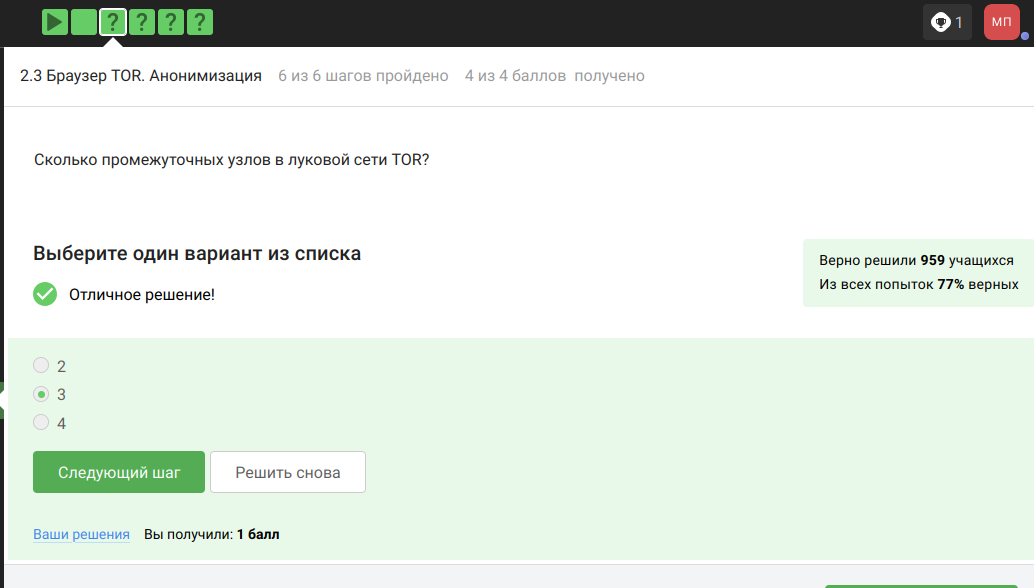 ? ? ? ?
1
МП
2.3 Браузер TOR. Анонимизация 6 из 6 шагов пройдено 4 из 4 баллов получено
Сколько промежуточных узлов в луковой сети TOR?
Выберите один вариант из списка
Верно решили 959 учащихся
Из всех попыток 77% верных
Отличное решение!
2
3
4
Следующий шаг Решить снова
Ваши решения Вы получили: 1 балл